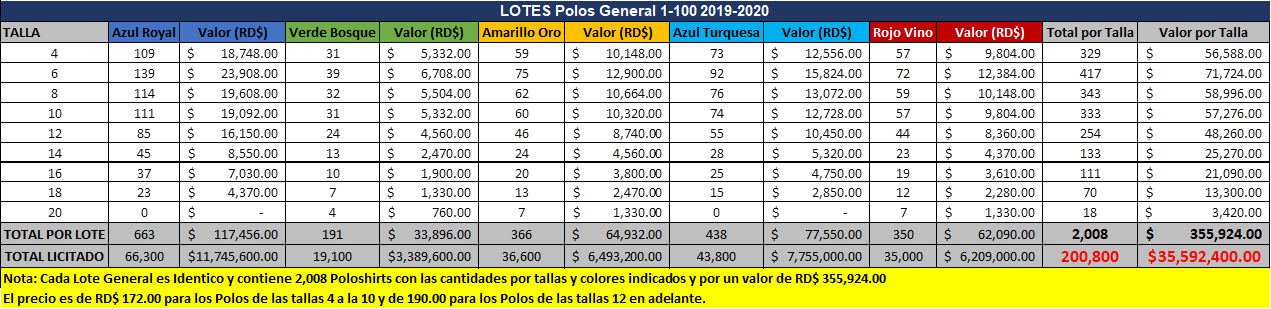 LOTES Polos General 1-100 2019-2020
TALLA Azul Royal Valor (RD$) Verde Bosque Valor (RD$) Amarillo Oro Valor (RD$) Azul Turquesa Valor (RD$) Rojo Vino Valor (RD$) Total por Talla Valor por Talla
4 109 $ 18,748.00 31 $ 5,332.00 59 $ 10,148.00 73 $ 12,556.00 57 $ 9,804.00 329 $ 56,588.00
6 139 $ 23,908.00 39 $ 6,708.00 75 $ 12,900.00 92 $ 15,824.00 72 $ 12,384.00 417 $ 71,724.00
8 114 $ 19,608.00 32 $ 5,504.00 62 $ 10,664.00 76 $ 13,072.00 59 $ 10,148.00 343 $ 58,996.00
10 111 $ 19,092.00 31 $ 5,332.00 60 $ 10,320.00 74 $ 12,728.00 57 $ 9,804.00 333 $ 57,276.00
12 85 $ 16,150.00 24 $ 4,560.00 46 $ 8,740.00 55 $ 10,450.00 44 $ 8,360.00 254 $ 48,260.00
14 45 $ 8,550.00 13 $ 2,470.00 24 $ 4,560.00 28 $ 5,320.00 23 $ 4,370.00 133 $ 25,270.00
16 37 $ 7,030.00 10 $ 1,900.00 20 $ 3,800.00 25 $ 4,750.00 19 $ 3,610.00 111 $ 21,090.00
18 23 $ 4,370.00 7 $ 1,330.00 13 $ 2,470.00 15 $ 2,850.00 12 $ 2,280.00 70 $ 13,300.00
20 0 $ - 4 $ 760.00 7 $ 1,330.00 0 $ - 7 $ 1,330.00 18 $ 3,420.00
TOTAL POR LOTE 663 $ 117,456.00 191 $ 33,896.00 366 $ 64,932.00 438 $ 77,550.00 350 $ 62,090.00 2,008 $ 355,924.00
TOTAL LICITADO 66,300 $11,745,600.00 19,100 $3,389,600.00 36,600 $ 6,493,200.00 43,800 $ 7,755,000.00 35,000 $ 6,209,000.00 200,800 $35,592,400.00
Nota: Cada Lote General es Identico y contiene 2,008 Poloshirts con las cantidades por tallas y colores indicados y por un valor de RD$ 355,924.00
El precio es de RD$ 172.00 para los Polos de las tallas 4 a la 10 y de 190.00 para los Polos de las tallas 12 en adelante.